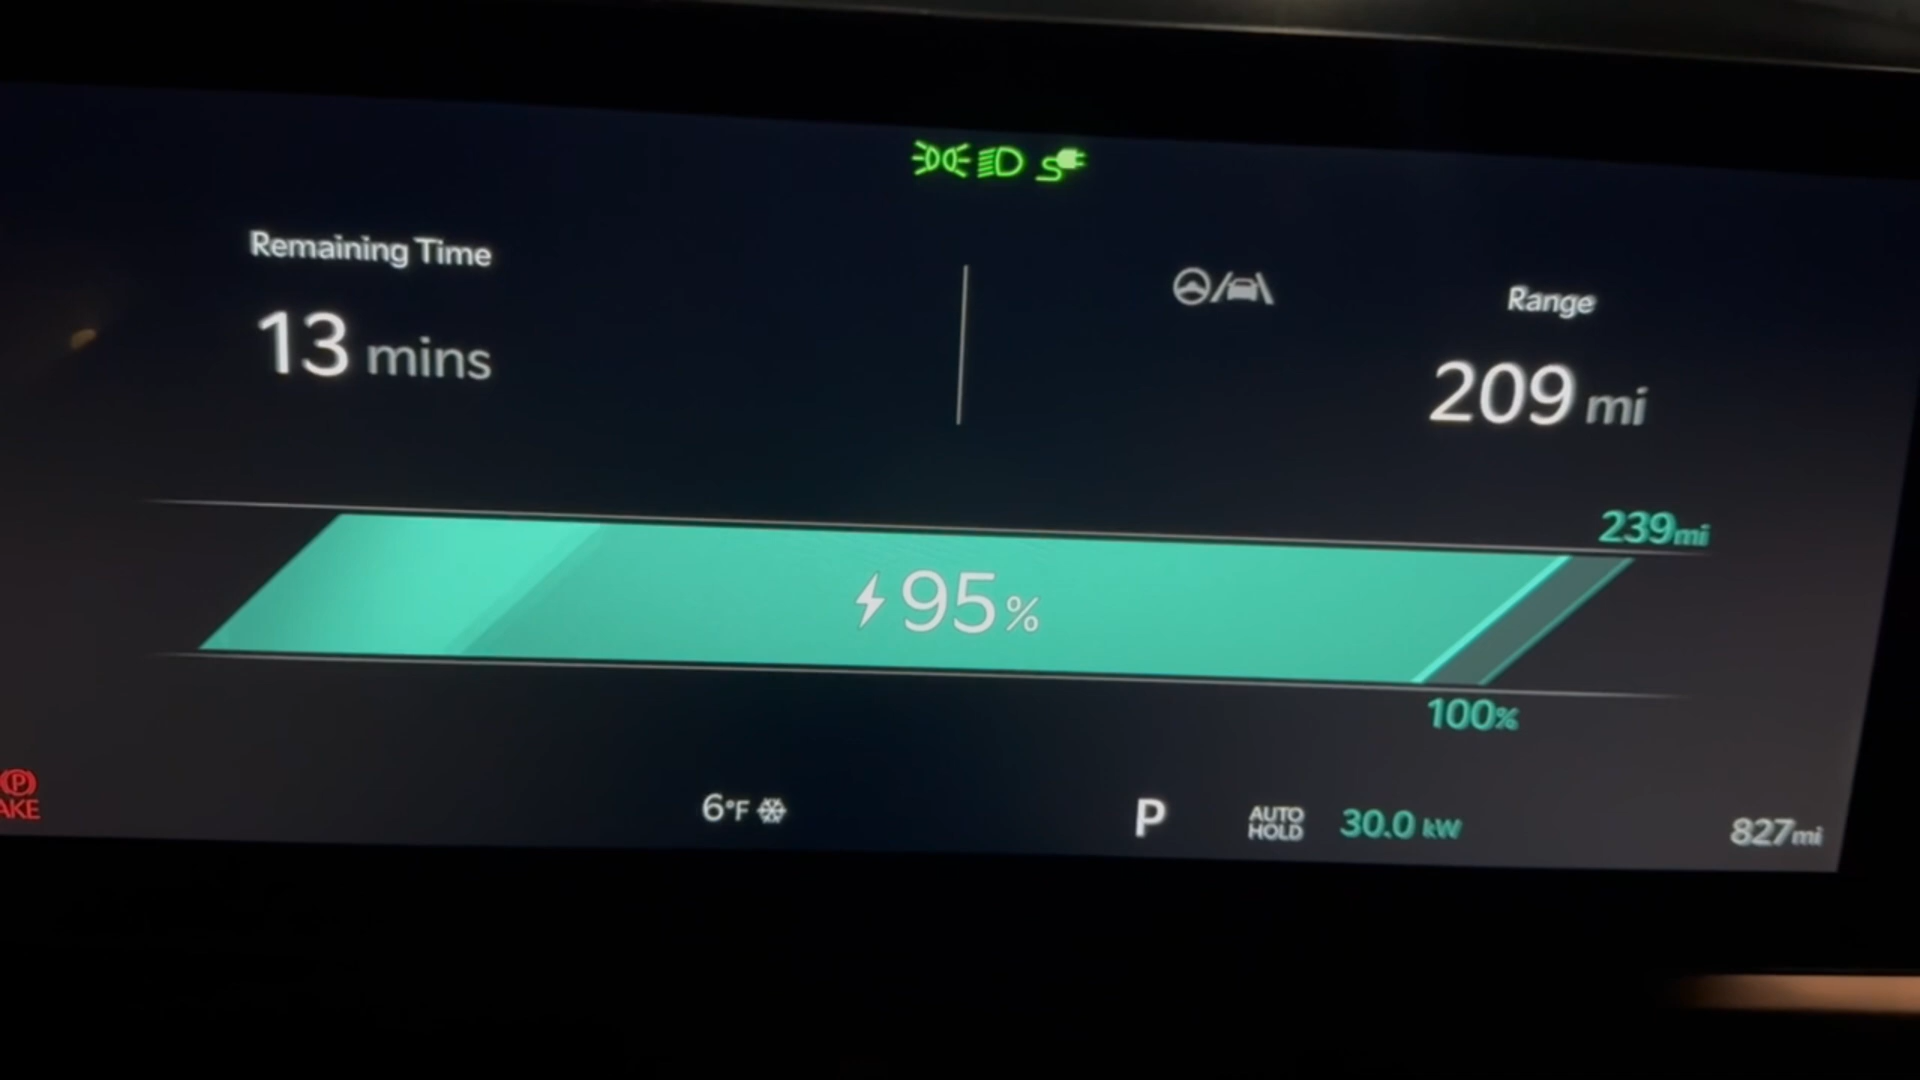 Remaining Time
13 mins
Range
209 mi
239mi
95%
100%
P
AKE
6°F
P
AUTO
HOLD
30.0 kW
827mi